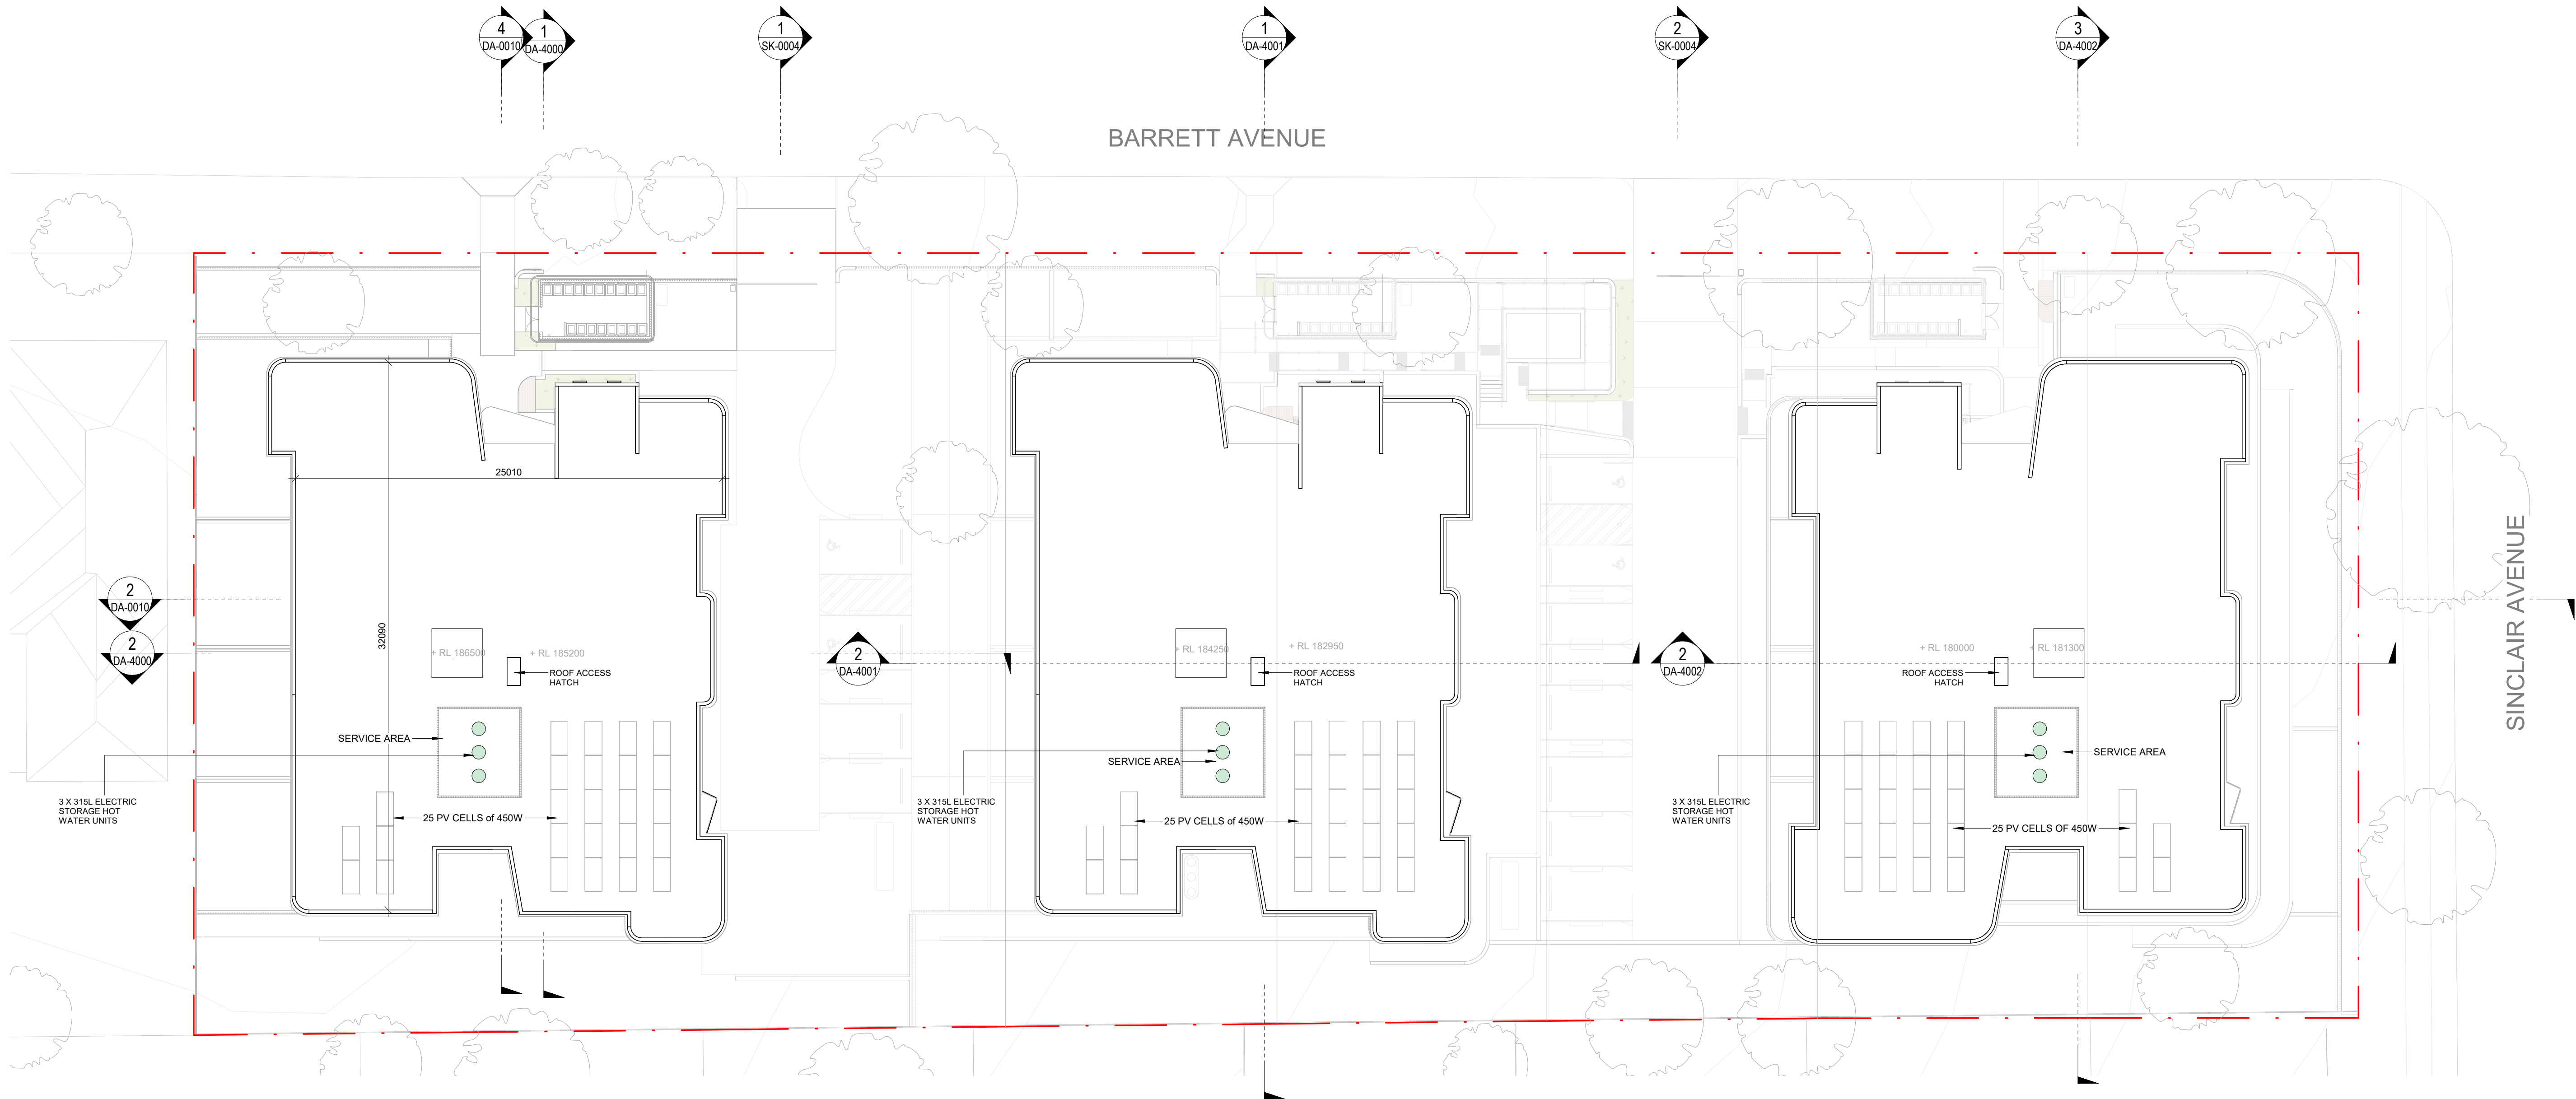 4
DA-0010
1
DA-4000
1
SK-0004
1
DA-4001
2
SK-0004
3
DA-4002
BARRETT AVENUE
SINCLAIR AVENUE
25010
32090
2
DA-0010
2
DA-4000
+ RL 186500
+ RL 185200
ROOF ACCESS
HATCH
SERVICE AREA
3 X 315L ELECTRIC
STORAGE HOT
WATER UNITS
25 PV CELLS of 450W
2
DA-4001
+ RL 184250
+ RL 182950
ROOF ACCESS
HATCH
SERVICE AREA
3 X 315L ELECTRIC
STORAGE HOT
WATER UNITS
25 PV CELLS of 450W
2
DA-4002
+ RL 180000
+ RL 181300
ROOF ACCESS
HATCH
SERVICE AREA
3 X 315L ELECTRIC
STORAGE HOT
WATER UNITS
25 PV CELLS OF 450W